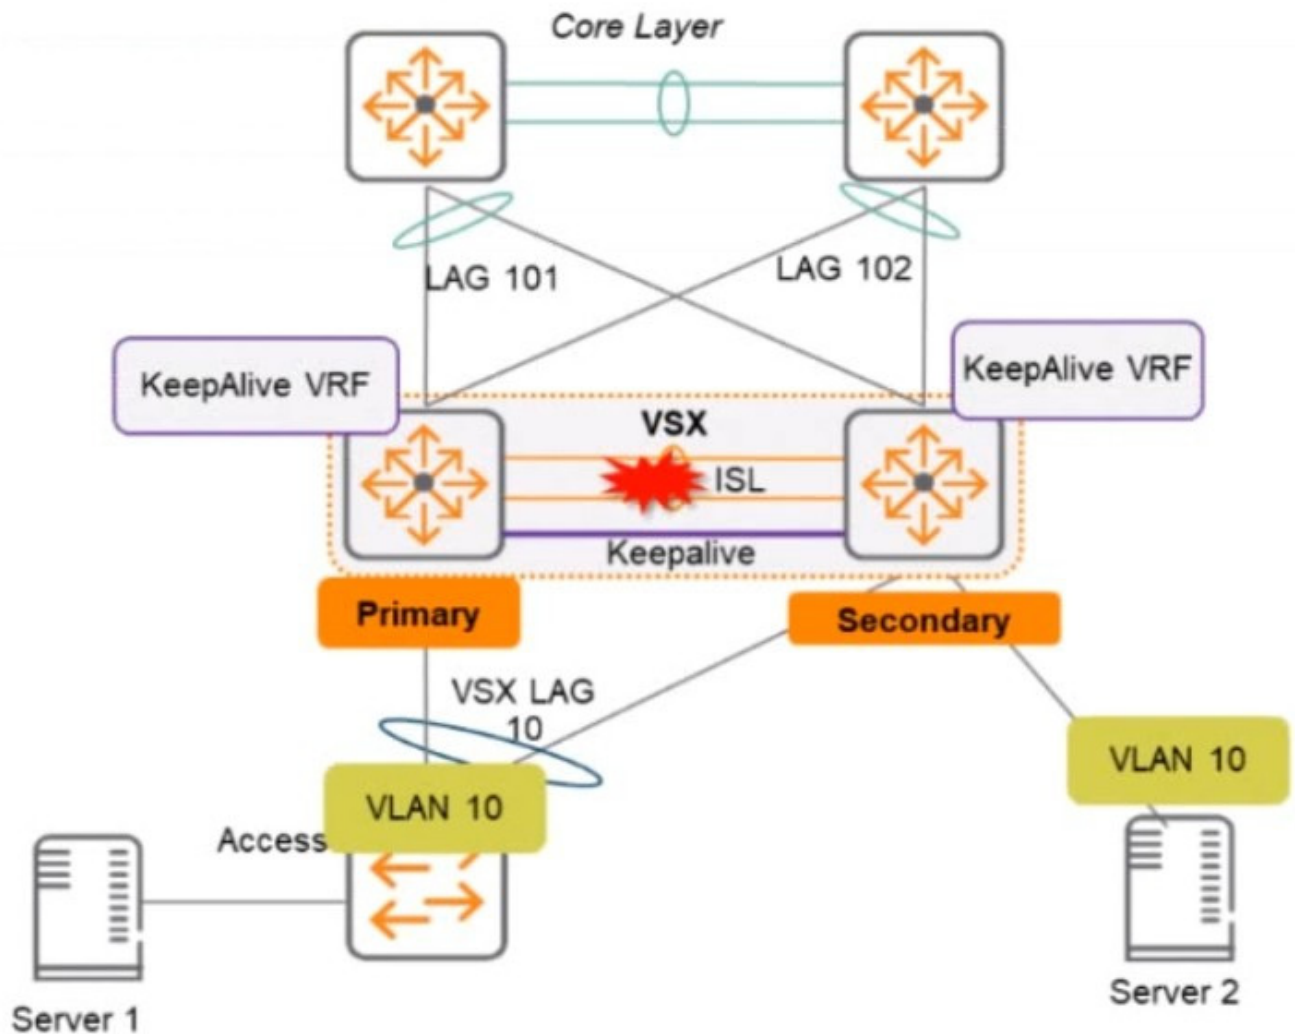 Core Layer
LAG 101
LAG 102
KeepAlive VRF
KeepAlive VRF
VSX
ISL
Keepalive
Primary
Secondary
VSX LAG
10
VLAN 10
VLAN 10
Access
Server 1
Server 2